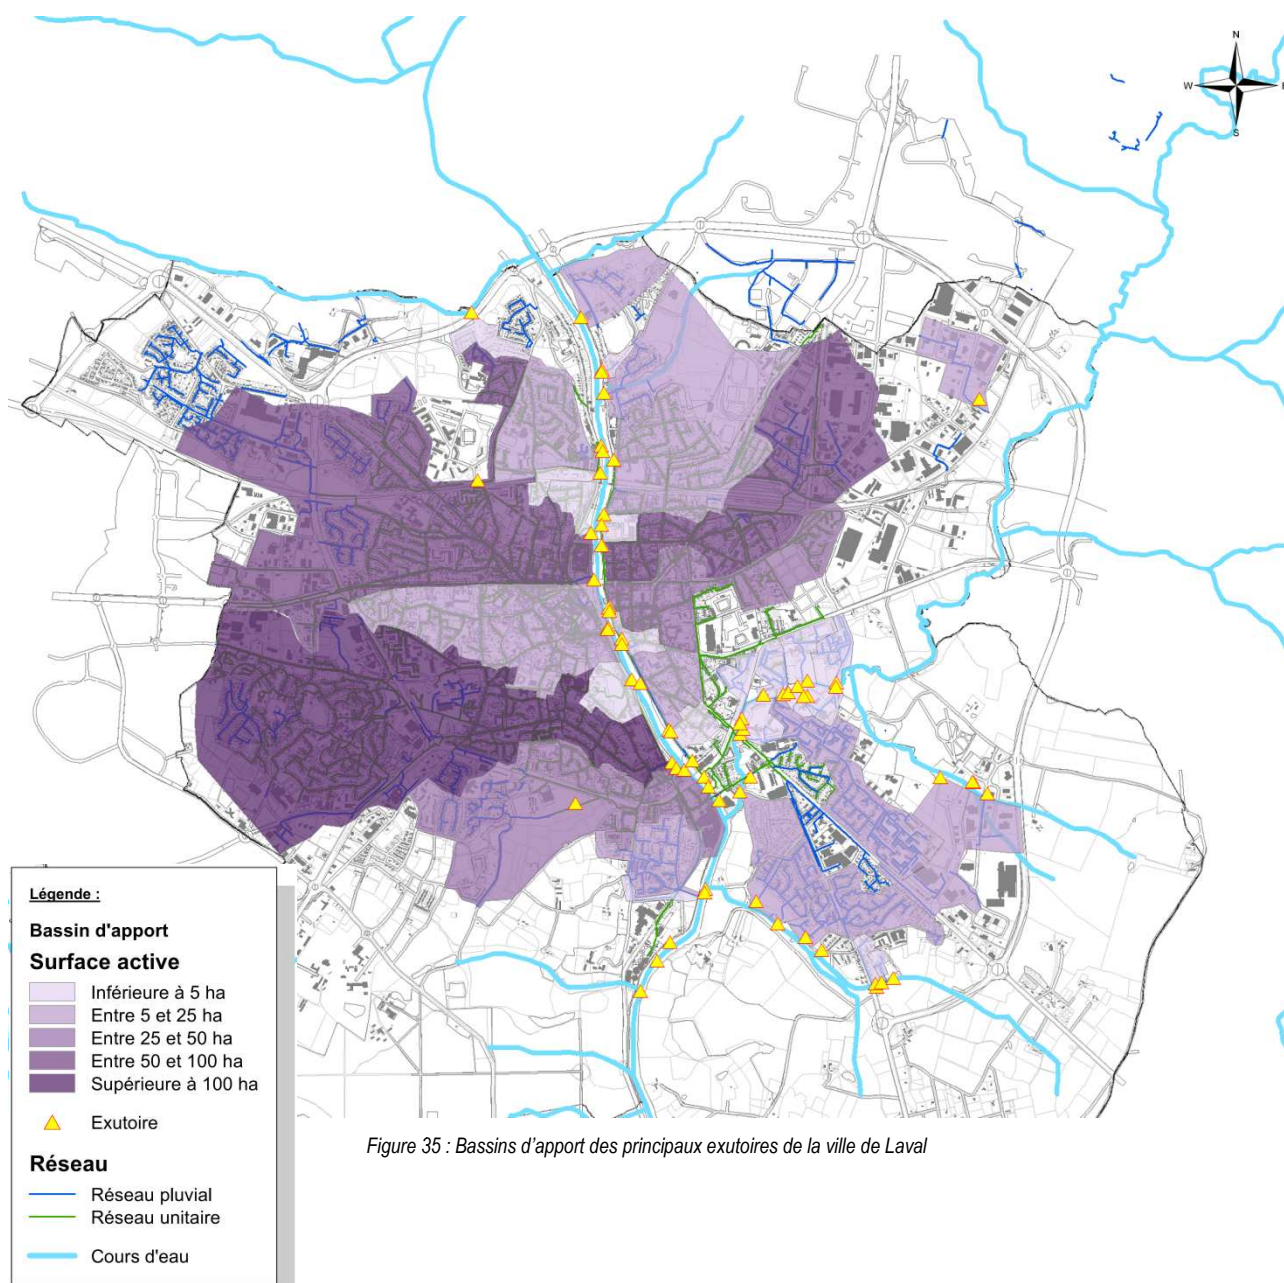 N
W
E
S
Légende :
Bassin d'apport
Surface active
Inférieure à 5 ha
Entre 5 et 25 ha
Entre 25 et 50 ha
Entre 50 et 100 ha
Supérieure à 100 ha
Exutoire
Réseau
Réseau pluvial
Réseau unitaire
Cours d'eau
Figure 35 : Bassins d'apport des principaux exutoires de la ville de Laval